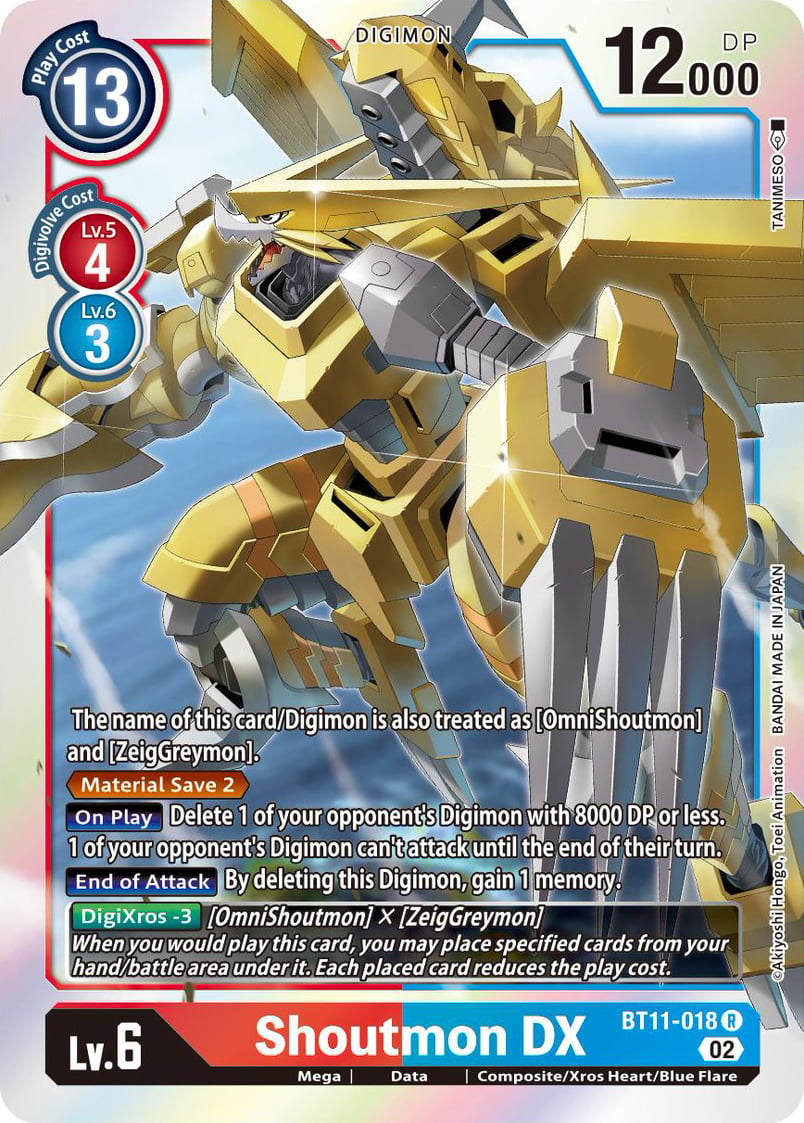 DIGIMON
Play Cost
13
12000
DP
Digivolve Cost
Lv.5
4
Lv.6
3
TANIMESO
The name of this card/Digimon is also treated as [OmniShoutmon]
and [ZeigGreymon].
Material Save 2
On Play Delete 1 of your opponent's Digimon with 8000 DP or less.
1 of your opponent's Digimon can't attack until the end of their turn.
End of Attack By deleting this Digimon, gain 1 memory.
DigiXros -3 [OmniShoutmon] × [ZeigGreymon]
When you would play this card, you may place specified cards from your
hand/battle area under it. Each placed card reduces the play cost.
©Akiyoshi Hongo, Toei Animation BANDAI MADE IN JAPAN
Lv.6
Shoutmon DX
BT11-018 R
02
Mega | Data | Composite/Xros Heart/Blue Flare